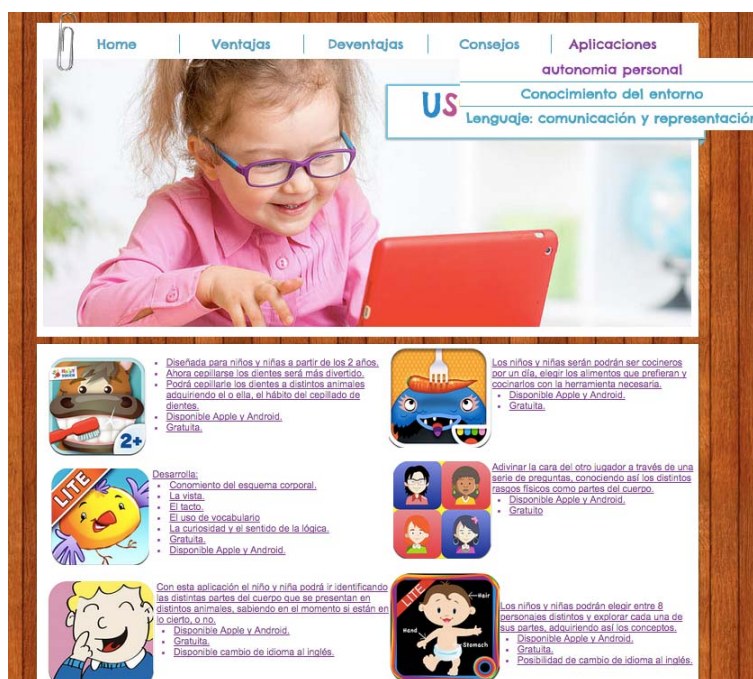 Home
Ventajas
Deventajas
Consejos
Aplicaciones
autonomia personal
Conocimiento del entorno
Lenguaje: comunicación y representación
US
Diseñada para niños y niñas a partir de los 2 años.
Ahora cepillarse los dientes será más divertido.
Podrá cepillarle los dientes a distintos animales
adquiriendo el o ella, el hábito del cepillado de
dientes.
Disponible Apple y Android.
Gratuita.
2+
Los niños y niñas serán podrán ser cocineros
por un día, elegir los alimentos que prefieran y
cocinarlos con la herramienta necesaria.
Disponible Apple y Android.
Gratuita.
LITE
Desarrolla:
Conomiento del esquema corporal.
La vista.
El tacto.
El uso de vocabulario
La curiosidad y el sentido de la lógica.
Gratuita.
Disponible Apple y Android.
Adivinar la cara del otro jugador a través de una
serie de preguntas, conociendo así los distintos
rasgos físicos como partes del cuerpo.
Disponible Apple y Android.
Gratuito
Con esta aplicación el niño y niña podrá ir identificando
las distintas partes del cuerpo que se presentan en
distintos animales, sabiendo en el momento si están en
lo cierto, o no.
Disponible Apple y Android.
Gratuita.
Disponible cambio de idioma al inglés.
LITE
Hair
Hand
Stomach
Los niños y niñas podrán elegir entre 8
personajes distintos y explorar cada una de
sus partes, adquiriendo así los conceptos.
Disponible Apple y Android.
Gratuita.
Posibilidad de cambio de idioma al inglés.